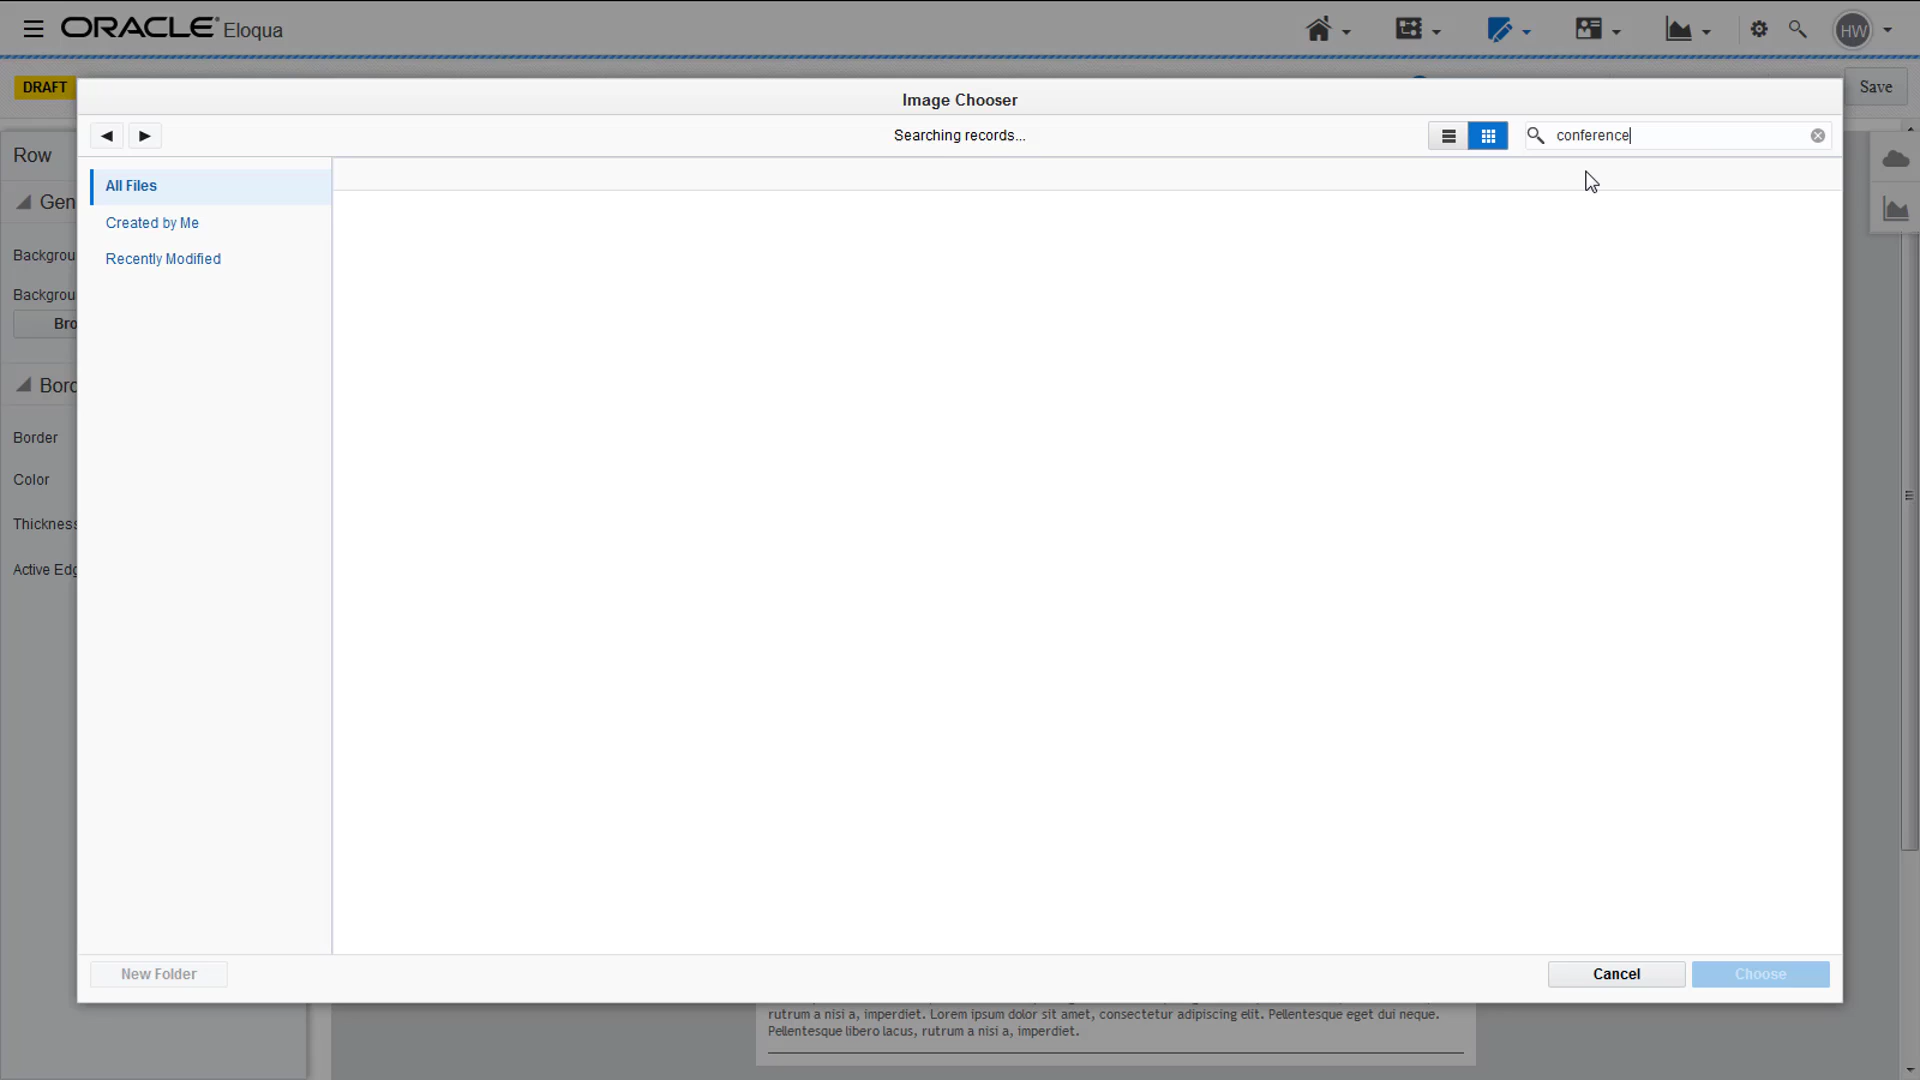 ORACLE Eloqua
HW
DRAFT
Save
Image Chooser
Searching records...
conference
Row
All Files
Created by Me
Recently Modified
Gen
Backgrou
Backgrou
Bro
Bord
Border
Color
Thickness
Active Edg
New Folder
Cancel
Choose
rutrum a nisi a, imperdiet. Lorem ipsum dolor sit amet, consectetur adipiscing elit. Pellentesque eget dui neque.
Pellentesque libero lacus, rutrum a nisi a, imperdiet.